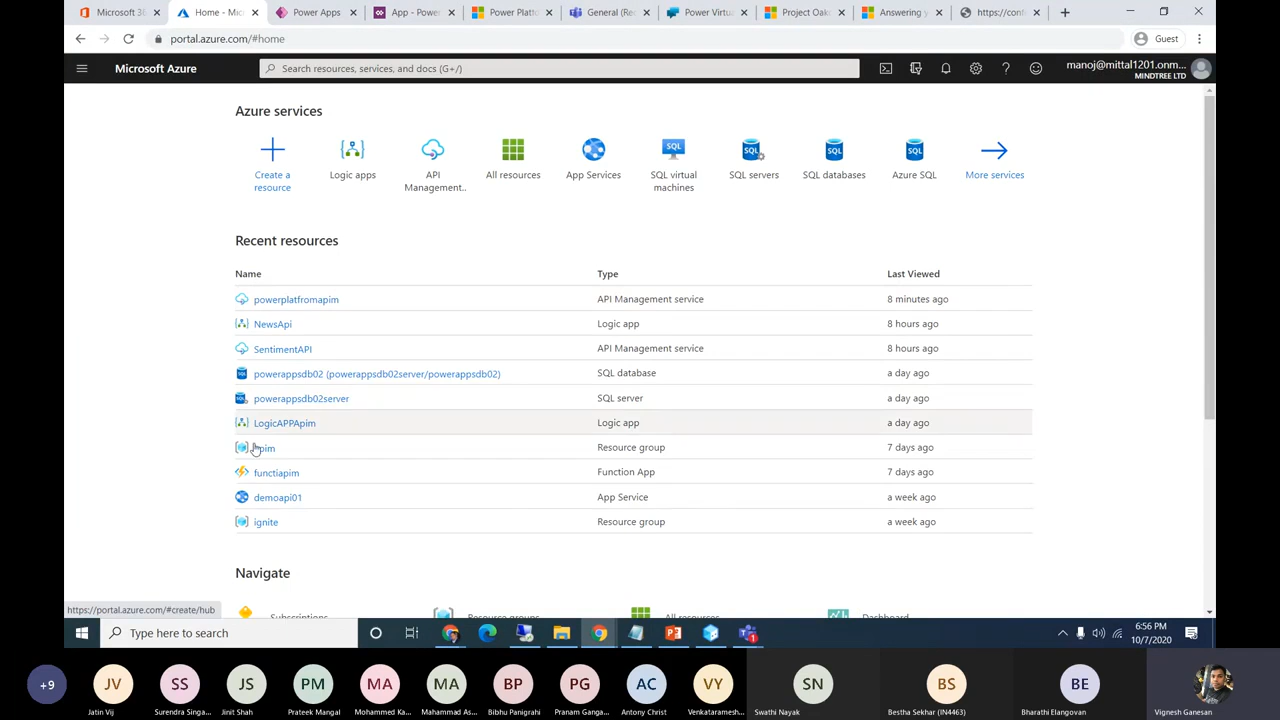 Microsoft 36
Home - Mic
Power Apps
App - Powe
Power Platfo
General (Re
Power Virtu
Project Oak
Answering y
https://conf
portal.azure.com/#home
Guest
Microsoft Azure
Search resources, services, and docs (G+/)
manoj@mittal1201.onm...
MINDTREE LTD
Azure services
Create a resource
Logic apps
API Management..
All resources
App Services
SQL virtual machines
SQL servers
SQL databases
Azure SQL
More services
Recent resources
Name Type Last Viewed
powerplatfromapim API Management service 8 minutes ago
NewsApi Logic app 8 hours ago
SentimentAPI API Management service 8 hours ago
powerappsdb02 (powerappsdb02server/powerappsdb02) SQL database a day ago
powerappsdb02server SQL server a day ago
LogicAPPApim Logic app a day ago
pim Resource group 7 days ago
functiapim Function App 7 days ago
demoapi01 App Service a week ago
ignite Resource group a week ago
Navigate
Subscriptions Resource groups All resources Dashboard
https://portal.azure.com/#create/hub
Type here to search
6:56 PM
10/7/2020
+9 JV SS JS PM MA MA BP PG AC VY SN BS BE
Jatin Vij Surendra Singa... Jinit Shah Prateek Mangal Mohammed Ka... Mahammad As... Bibhu Panigrahi Pranam Ganga... Antony Christ Venkataramesh... Swathi Nayak Bestha Sekhar (IN4463) Bharathi Elangovan Vignesh Ganesan